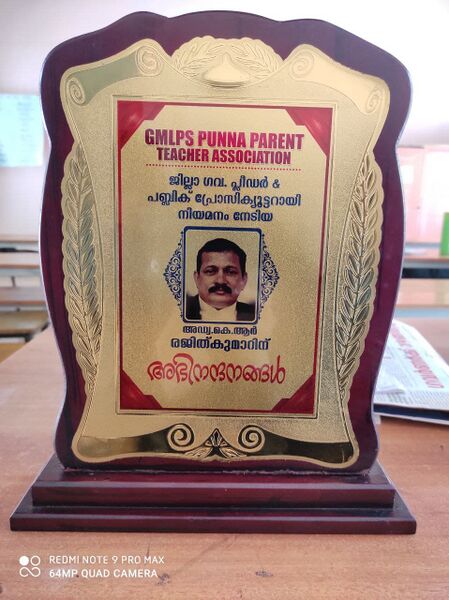 GMLPS PUNNA PARENT
TEACHER ASSOCIATION
ജില്ലാ ഗവ. പ്ലീഡർ &
പബ്ലിക് പ്രോസിക്യൂട്ടറായി
നിയമനം നേടിയ
അഡ്വ.കെ.ആർ
രജിത്കുമാറിന്
അഭിനന്ദനങ്ങൾ
REDMI NOTE 9 PRO MAX
64MP QUAD CAMERA